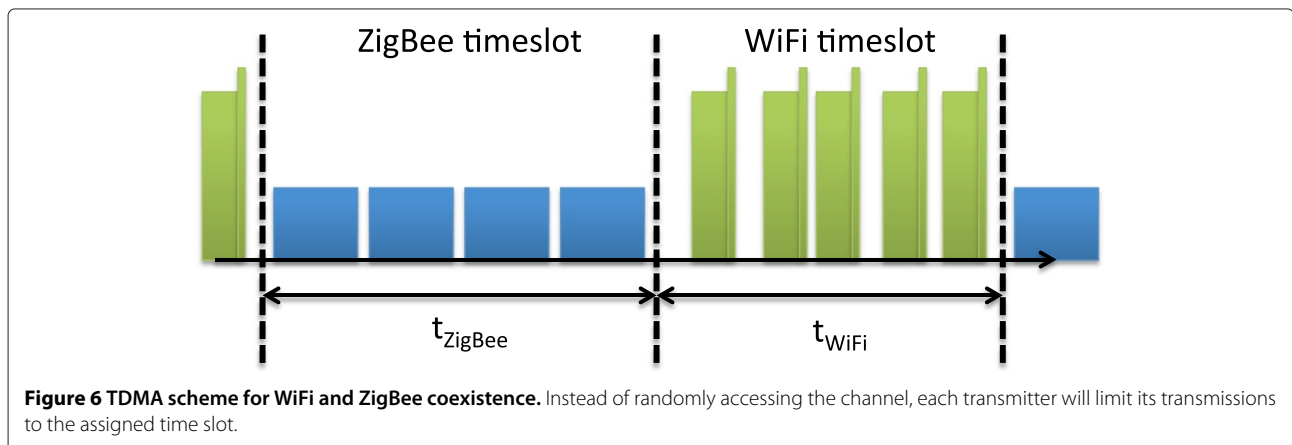 ZigBee timeslot
WiFi timeslot
tZigBee
tWiFi
Figure 6 TDMA scheme for WiFi and ZigBee coexistence. Instead of randomly accessing the channel, each transmitter will limit its transmissions
to the assigned time slot.